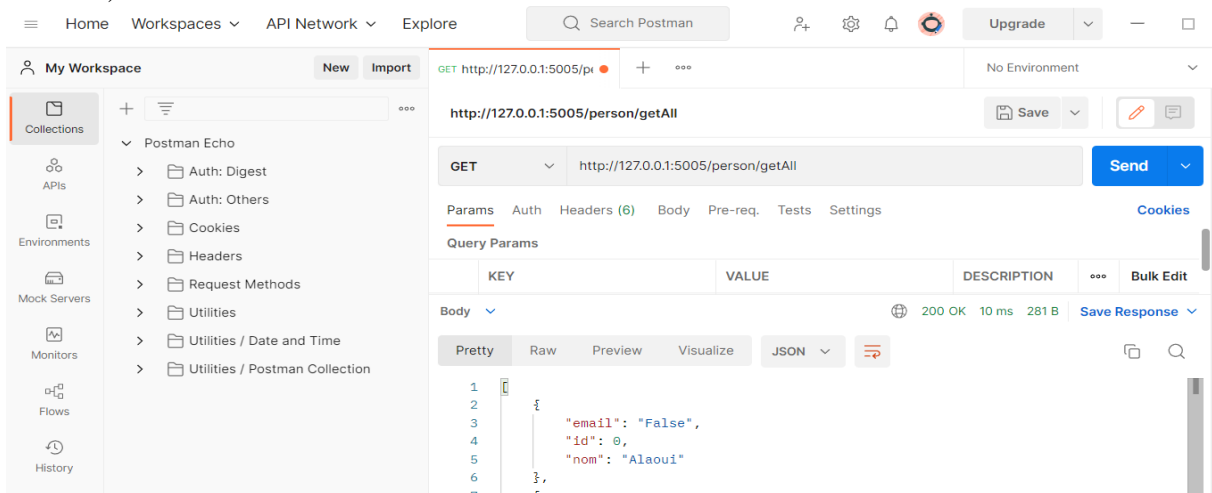 Home Workspaces API Network Explore Search Postman Upgrade
My Workspace New Import GET http://127.0.0.1:5005/pe No Environment
Collections
APIs
Environments
Mock Servers
Monitors
Flows
History
Postman Echo
Auth: Digest
Auth: Others
Cookies
Headers
Request Methods
Utilities
Utilities / Date and Time
Utilities / Postman Collection
http://127.0.0.1:5005/person/getAll Save
GET http://127.0.0.1:5005/person/getAll Send
Params Auth Headers (6) Body Pre-req. Tests Settings Cookies
Query Params
KEY VALUE DESCRIPTION Bulk Edit
Body 200 OK 10 ms 281 B Save Response
Pretty Raw Preview Visualize JSON
1 [
2 {
3 "email": "False",
4 "id": 0,
5 "nom": "Alaoui"
6 },